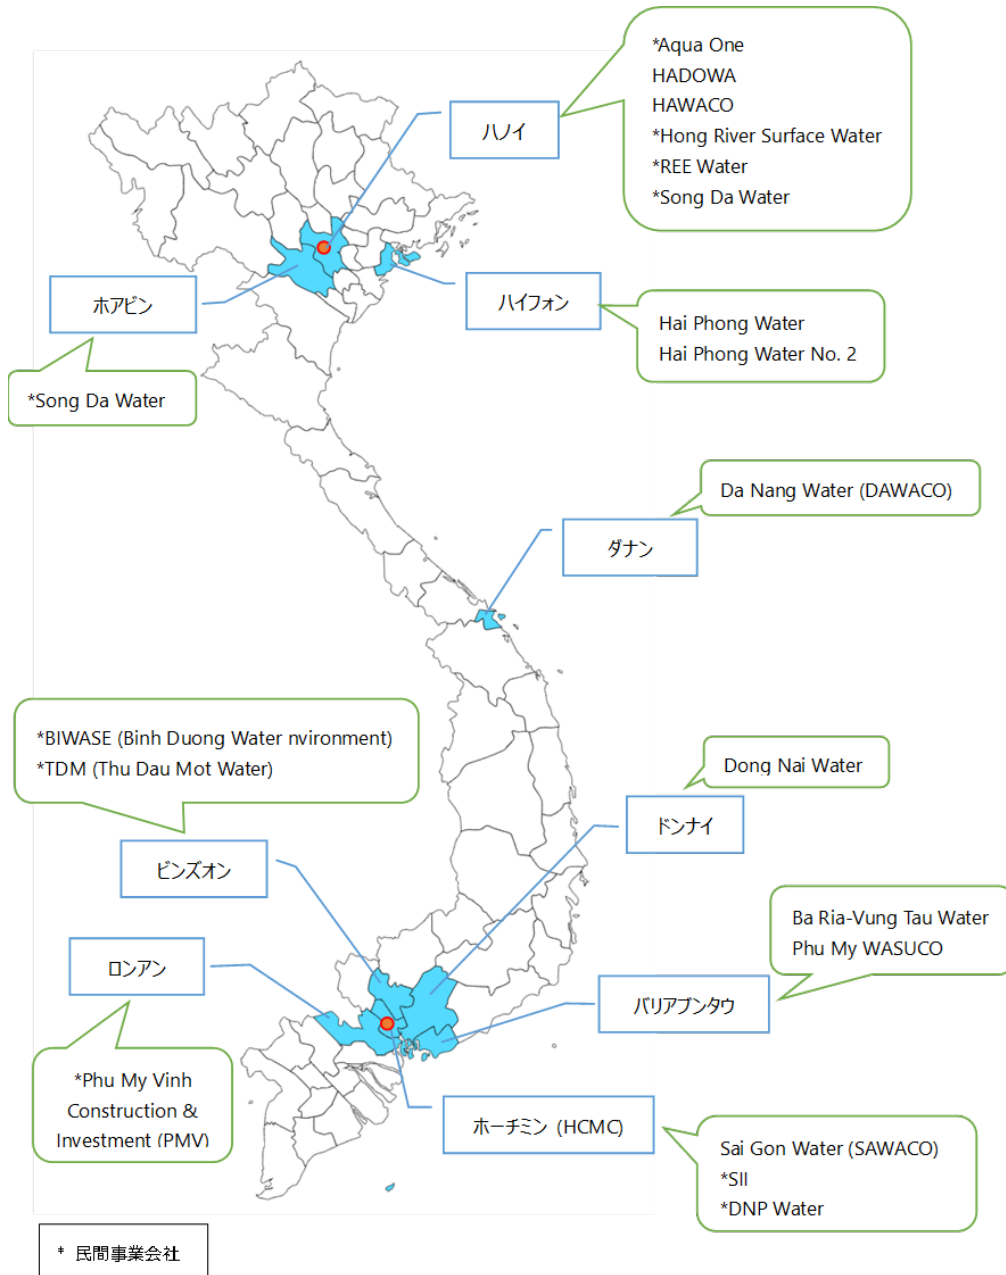 *Aqua One
HADOWA
HAWACO
*Hong River Surface Water
*REE Water
*Song Da Water
ハノイ
ホアビン
ハイフォン
Hai Phong Water
Hai Phong Water No. 2
*Song Da Water
Da Nang Water (DAWACO)
ダナン
*BIWASE (Binh Duong Water nvironment)
*TDM (Thu Dau Mot Water)
Dong Nai Water
ドンナイ
ビンズオン
Ba Ria-Vung Tau Water
Phu My WASUCO
ロンアン
バリアブンタウ
*Phu My Vinh
Construction &
Investment (PMV)
ホーチミン (HCMC)
Sai Gon Water (SAWACO)
*SII
*DNP Water
* 民間事業会社